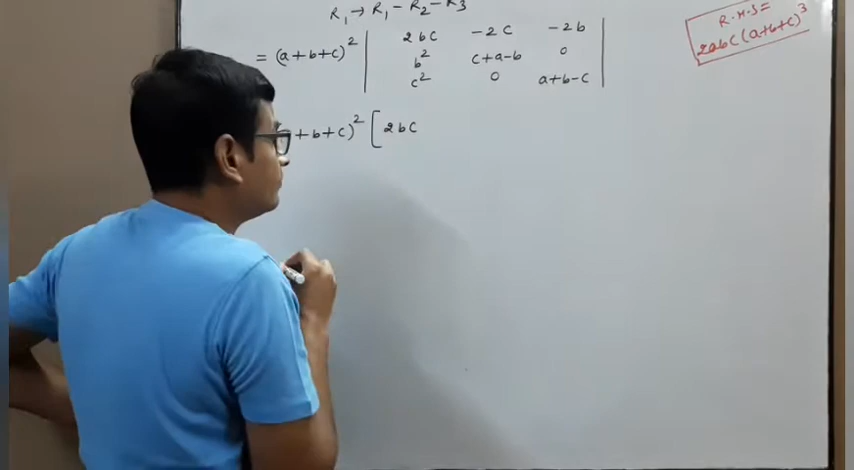 R₁ → R₁ - R₂ - R₃
= (a+b+c)² | 2bc -2c -2b |
| b² c+a-b 0 |
| c² 0 a+b-c |
+b+c)² [ 2bc
R.H.S =
2abc(a+b+c)³